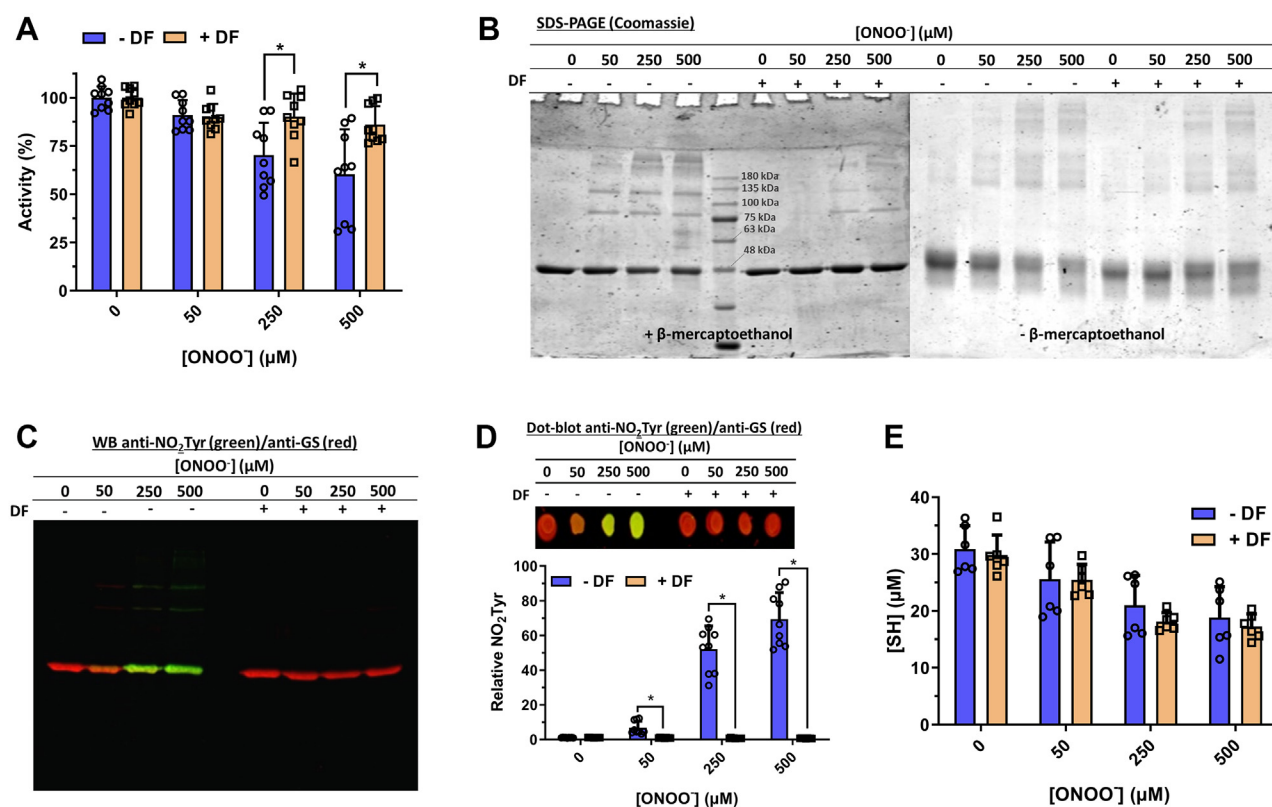 A
- DF + DF
Activity (%)
100
75
50
25
0
* *
0 50 250 500
[ONOO⁻] (µM)
B
SDS-PAGE (Coomassie)
[ONOO⁻] (µM)
0 50 250 500 0 50 250 500 0 50 250 500 0 50 250 500
DF - - - - + + + + - - - - + + + +
180 kDa
135 kDa
100 kDa
75 kDa
63 kDa
48 kDa
+ β-mercaptoethanol
- β-mercaptoethanol
C
WB anti-NO₂Tyr (green)/anti-GS (red)
[ONOO⁻] (µM)
0 50 250 500 0 50 250 500
DF - - - - + + + +
D
Dot-blot anti-NO₂Tyr (green)/anti-GS (red)
[ONOO⁻] (µM)
0 50 250 500 0 50 250 500
DF - - - - + + + +
- DF + DF
Relative NO₂Tyr
100
80
60
40
20
0
* * *
0 50 250 500
[ONOO⁻] (µM)
E
- DF
+ DF
[SH] (µM)
40
30
20
10
0
0 50 250 500
[ONOO⁻] (µM)